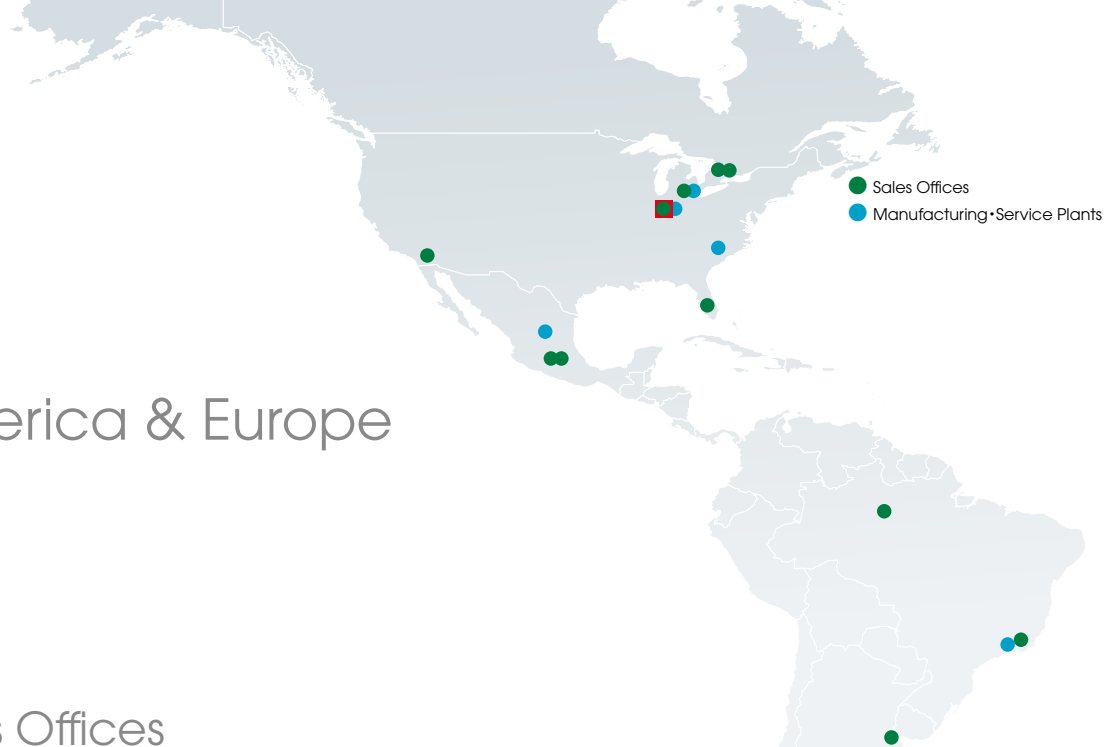 Sales Offices
Manufacturing・Service Plants
erica & Europe
s Offices